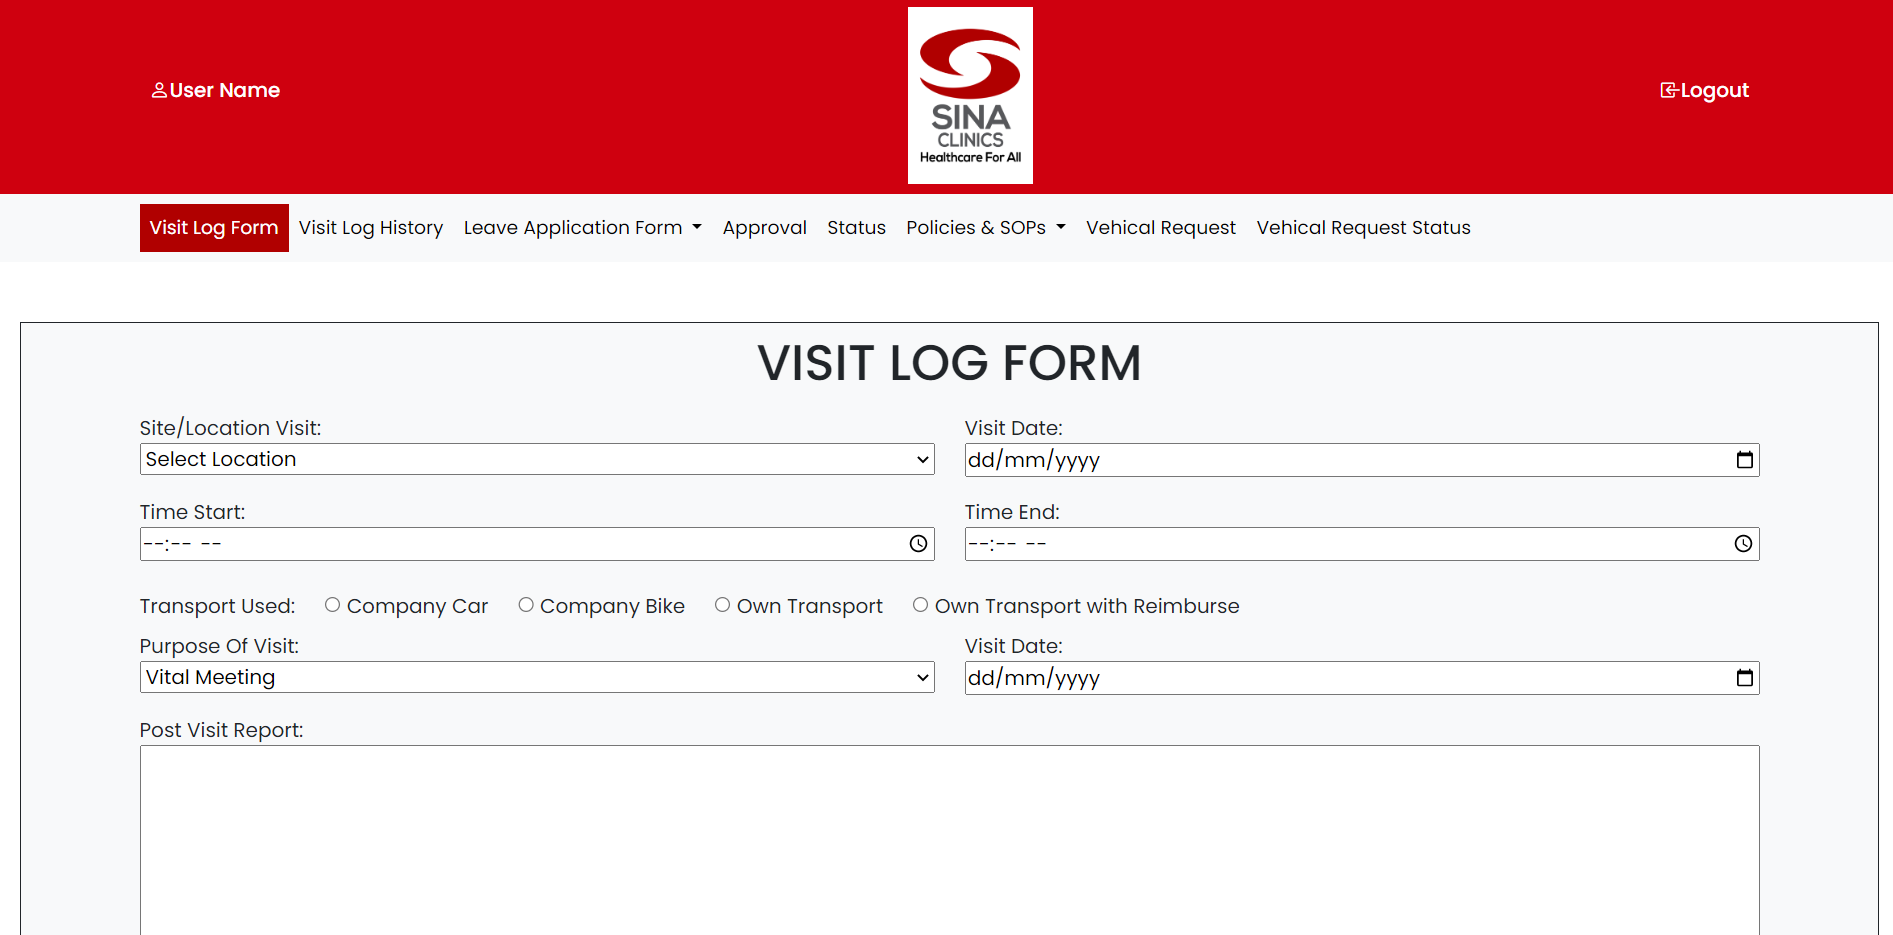 User Name
SINA
CLINICS
Healthcare For All
Logout
Visit Log Form Visit Log History Leave Application Form Approval Status Policies & SOPs Vehical Request Vehical Request Status
VISIT LOG FORM
Site/Location Visit: Visit Date:
Select Location dd/mm/yyyy
Time Start: Time End:
--:-- -- --:-- --
Transport Used: Company Car Company Bike Own Transport Own Transport with Reimburse
Purpose Of Visit: Visit Date:
Vital Meeting dd/mm/yyyy
Post Visit Report: